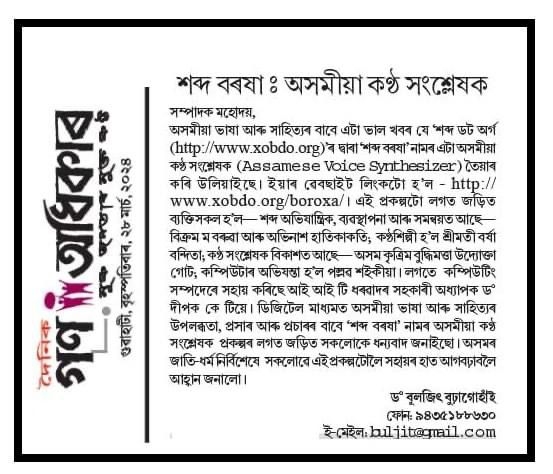 দৈনিক
গণ অধিকাৰ
গুৱাহাটী, বৃহস্পতিবাৰ, ২৮ মাৰ্চ, ২০২৪
শব্দ বৰষা ঃ অসমীয়া কণ্ঠ সংশ্লেষক
সম্পাদক মহোদয়,
অসমীয়া ভাষা আৰু সাহিত্যৰ বাবে এটা ভাল খবৰ যে ‘শব্দ ডট অৰ্গ
(http://www.xobdo.org)’ৰ দ্বাৰা ‘শব্দ বৰষা’ নামৰ এটা অসমীয়া
কণ্ঠ সংশ্লেষক (Assamese Voice Synthesizer) তৈয়াৰ
কৰি উলিয়াইছে। ইয়াৰ ৱেবছাইট লিংকটো হ’ল - http://
www.xobdo.org/boroxa/। এই প্ৰকল্পটো লগত জড়িত
ব্যক্তিসকল হ’ল— শব্দ অভিযান্ত্ৰিক, ব্যৱস্থাপনা আৰু সমন্বয়ত আছে—
বিক্ৰম ম বৰুৱা আৰু অভিনাশ হাতিকাকতি; কণ্ঠশিল্পী হ’ল শ্ৰীমতী বৰ্ষা
বন্দিতা; কণ্ঠ সংশ্লেষক বিকাশত আছে— অসম কৃত্ৰিম বুদ্ধিমত্তা উদ্যোক্তা
গোট; কম্পিউটাৰ অভিযন্তা হ’ল পল্লৱ শইকীয়া। লগতে কম্পিউটিং
সম্পদেৰে সহায় কৰিছে আই আই টি ধৰৱাদৰ সহকাৰী অধ্যাপক ড°
দীপক কে টিয়ে। ডিজিটেল মাধ্যমত অসমীয়া ভাষা আৰু সাহিত্যৰ
উপলব্ধতা, প্ৰসাৰ আৰু প্ৰচাৰৰ বাবে ‘শব্দ বৰষা’ নামৰ অসমীয়া কণ্ঠ
সংশ্লেষক প্ৰকল্পৰ লগত জড়িত সকলোকে ধন্যবাদ জনাইছো। অসমৰ
জাতি-ধৰ্ম নিৰ্বিশেষে সকলোৱে এই প্ৰকল্পটোলৈ সহায়ৰ হাত আগবঢ়াবলৈ
আহ্বান জনালো।
ড° বুলজিৎ বুঢ়াগোহাঁই
ফোন: ৯৪৩৫১৮৮৬৩০
ই-মেইল: buljit@gmail.com